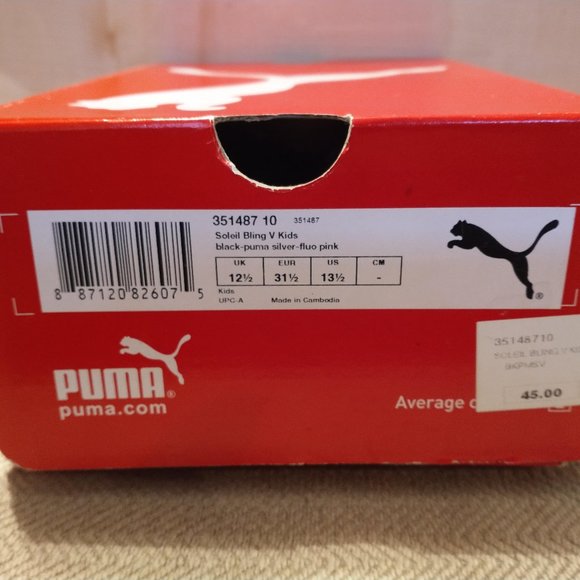 351487 10 351487
Soleil Bling V Kids
black-puma silver-fluo pink
UK EUR US CM
12½ 31½ 13½ -
Kids
UPC-A Made in Cambodia
8 87120 82607 5
®
PUMA®
puma.com
Average
35148710
SOLEIL BLING V
45.00